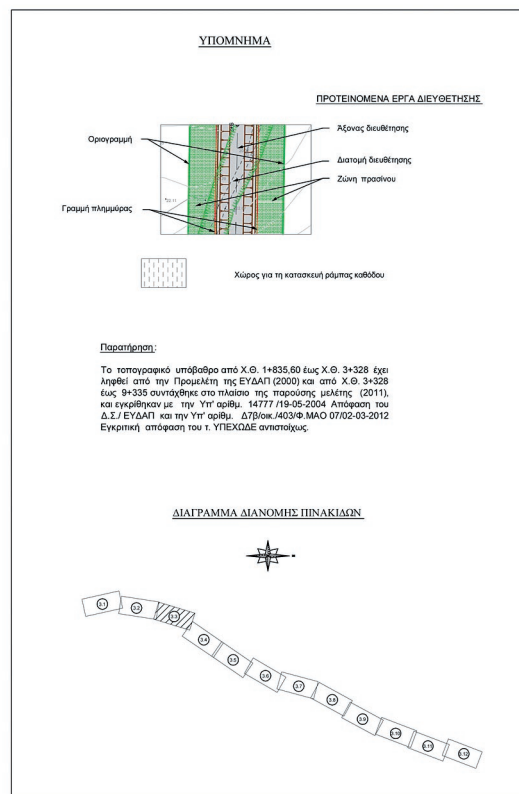 ΥΠΟΜΝΗΜΑ
ΠΡΟΤΕΙΝΟΜΕΝΑ ΕΡΓΑ ΔΙΕΥΘΕΤΗΣΗΣ
Οριογραμμή
Άξονας διευθέτησης
Διατομή διευθέτησης
Ζώνη πρασίνου
Γραμμή πλημμύρας
Χώρος για τη κατασκευή ράμπας καθόδου
Παρατήρηση :
Το τοπογραφικό υπόβαθρο από Χ.Θ. 1+835,60 έως Χ.Θ. 3+328 έχει
ληφθεί από την Προμελέτη της ΕΥΔΑΠ (2000) και από Χ.Θ. 3+328
έως 9+335 συντάχθηκε στο πλαίσιο της παρούσης μελέτης (2011),
και εγκρίθηκαν με την Υπ' αρίθμ. 14777 /19-05-2004 Απόφαση του
Δ.Σ./ ΕΥΔΑΠ και την Υπ' αρίθμ. Δ7β/οικ./403/Φ.ΜΑΟ 07/02-03-2012
Εγκριτική απόφαση του τ. ΥΠΕΧΩΔΕ αντιστοίχως.
ΔΙΑΓΡΑΜΜΑ ΔΙΑΝΟΜΗΣ ΠΙΝΑΚΙΔΩΝ
3.1
3.2
3.3
3.4
3.5
3.6
3.7
3.8
3.9
3.10
3.11
3.12